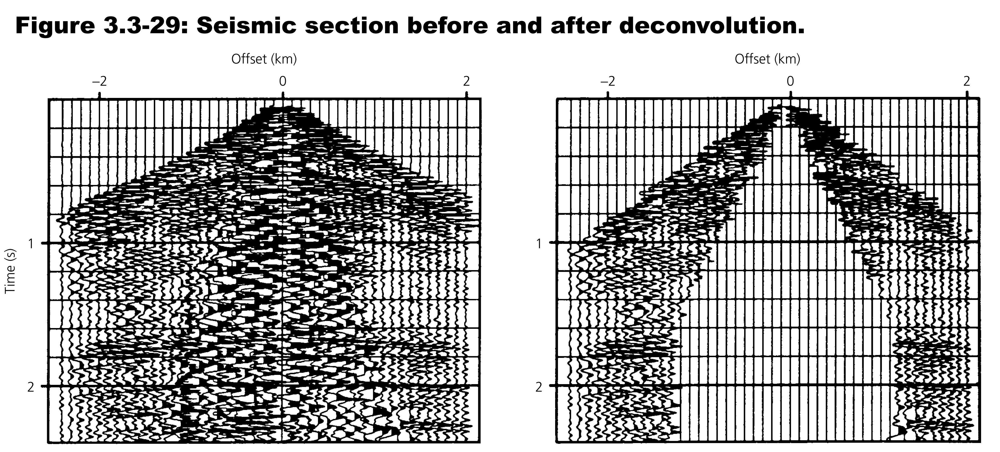 Figure 3.3-29: Seismic section before and after deconvolution.
Offset (km)
Offset (km)
–2 0 2
–2 0 2
1
1
Time (s)
2
2